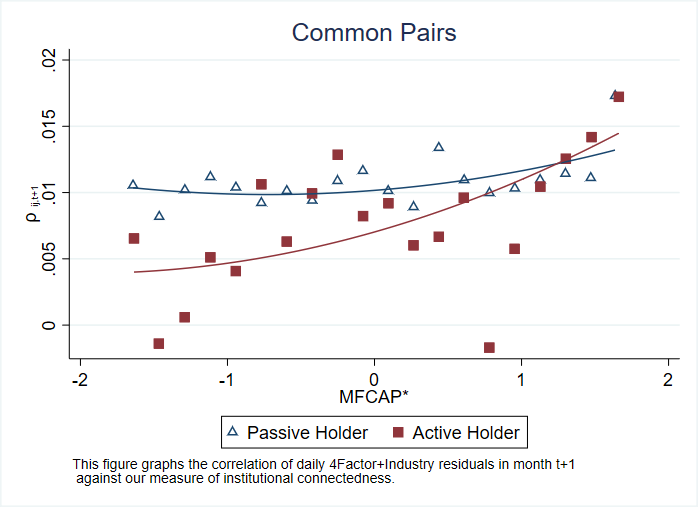 Common Pairs
.02
.015
.01
.005
0
ρ ij,t+1
-2 -1 0 1 2
MFCAP*
Passive Holder Active Holder
This figure graphs the correlation of daily 4Factor+Industry residuals in month t+1
against our measure of institutional connectedness.